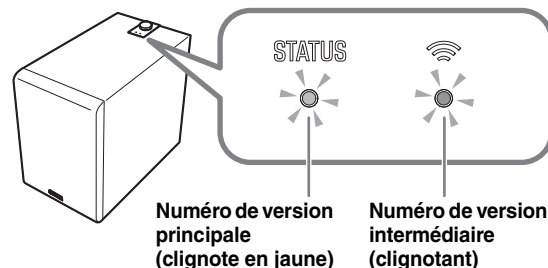 STATUS
Numéro de version
principale
(clignote en jaune)
Numéro de version
intermédiaire
(clignotant)